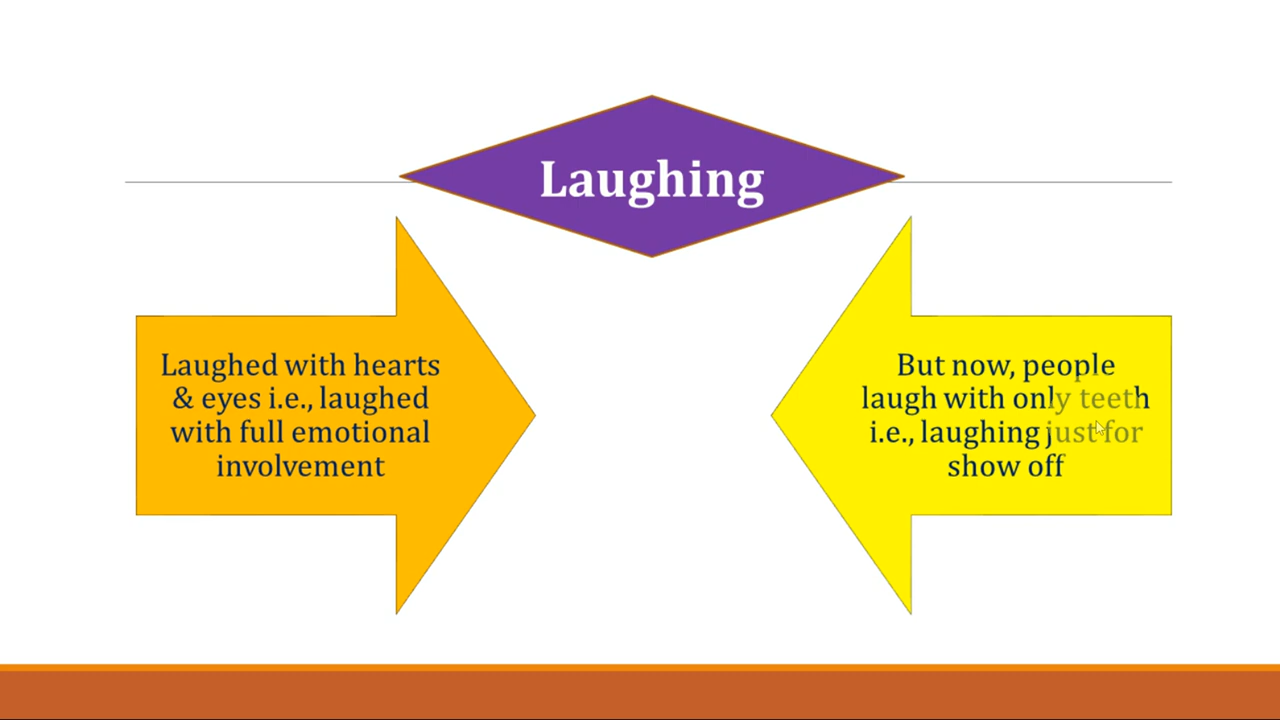 Laughing
Laughed with hearts
& eyes i.e., laughed
with full emotional
involvement
But now, people
laugh with only teeth
i.e., laughing just for
show off